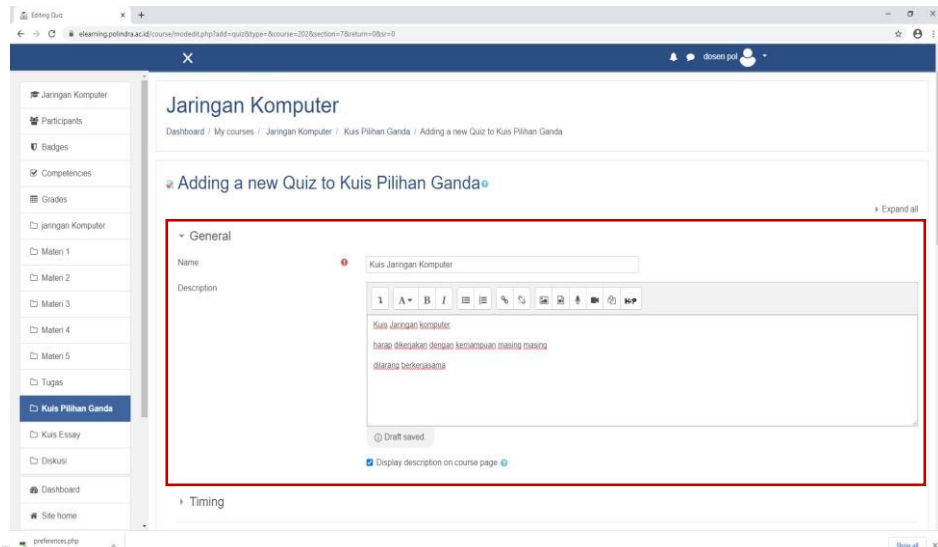 Editing Quiz
elearning.polindra.ac.id/course/modedit.php?add=quiz&type=&course=202&section=7&return=0&sr=0
dosen pol
Jaringan Komputer
Participants
Badges
Competencies
Grades
jaringan Komputer
Materi 1
Materi 2
Materi 3
Materi 4
Materi 5
Tugas
Kuis Pilihan Ganda
Kuis Essay
Diskusi
Dashboard
Site home
Jaringan Komputer
Dashboard / My courses / Jaringan Komputer / Kuis Pilihan Ganda / Adding a new Quiz to Kuis Pilihan Ganda
Adding a new Quiz to Kuis Pilihan Ganda
Expand all
General
Name
Kuis Jaringan Komputer
Description
A B I H-P
Kuis Jaringan komputer
harap dikerjakan dengan kemampuan masing masing
dilarang berkerjasama
Draft saved.
Display description on course page
Timing
preferences.php
Show all